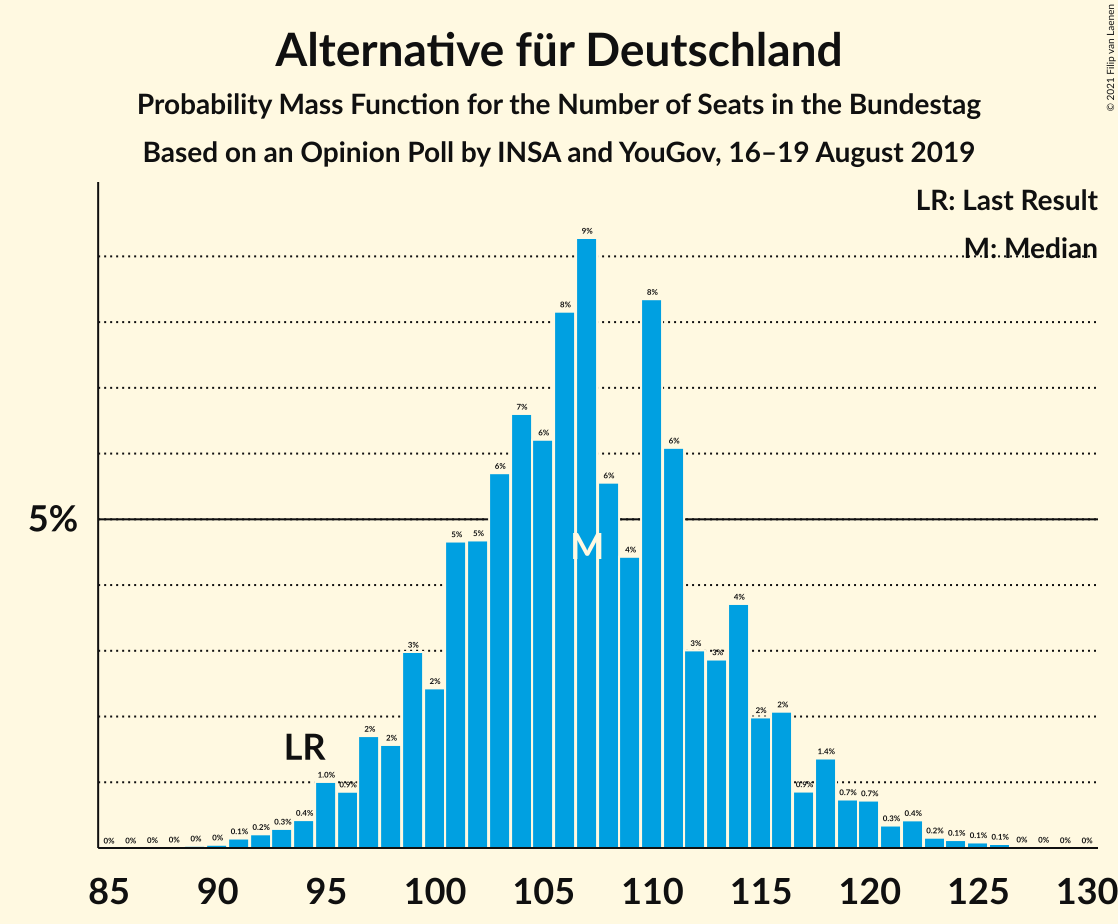 Alternative für Deutschland
Probability Mass Function for the Number of Seats in the Bundestag
Based on an Opinion Poll by INSA and YouGov, 16–19 August 2019
© 2021 Filip van Laenen
LR: Last Result
M: Median
5%
LR
M
0% 0% 0% 0% 0% 0% 0.1% 0.2% 0.3% 0.4% 1.0% 0.9% 2% 2% 3% 2% 5% 5% 6% 7% 6% 8% 9% 6% 4% 8% 6% 3% 3% 4% 2% 2% 0.9% 1.4% 0.7% 0.7% 0.3% 0.4% 0.2% 0.1% 0.1% 0.1% 0% 0% 0% 0%
85 90 95 100 105 110 115 120 125 130